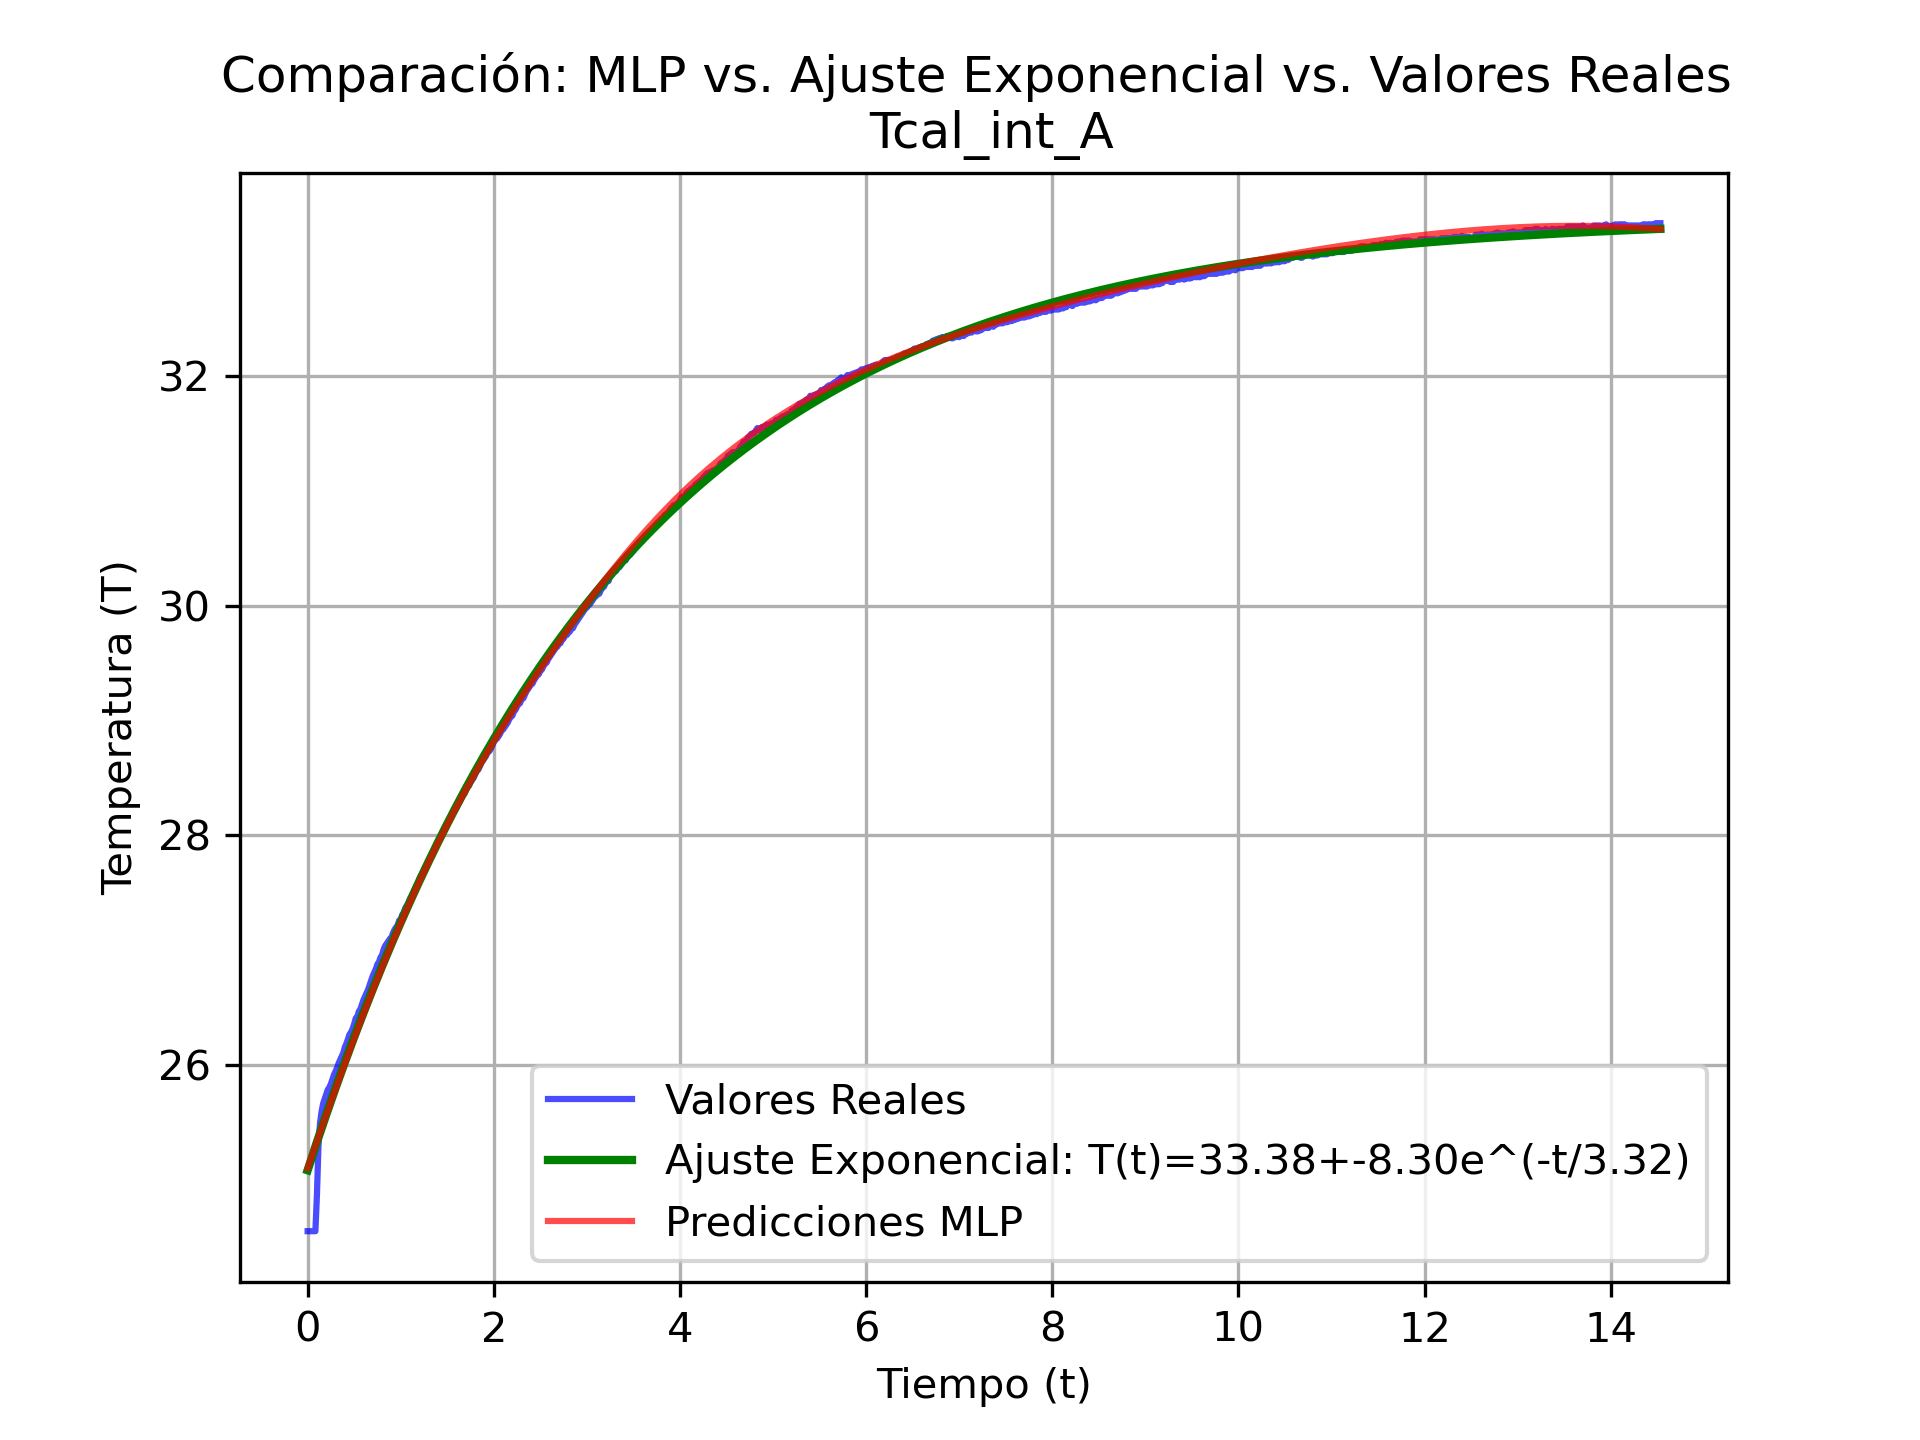 Comparación: MLP vs. Ajuste Exponencial vs. Valores Reales
Tcal_int_A
Temperatura (T)
32
30
28
26
Valores Reales
Ajuste Exponencial: T(t)=33.38+-8.30e^(-t/3.32)
Predicciones MLP
0 2 4 6 8 10 12 14
Tiempo (t)